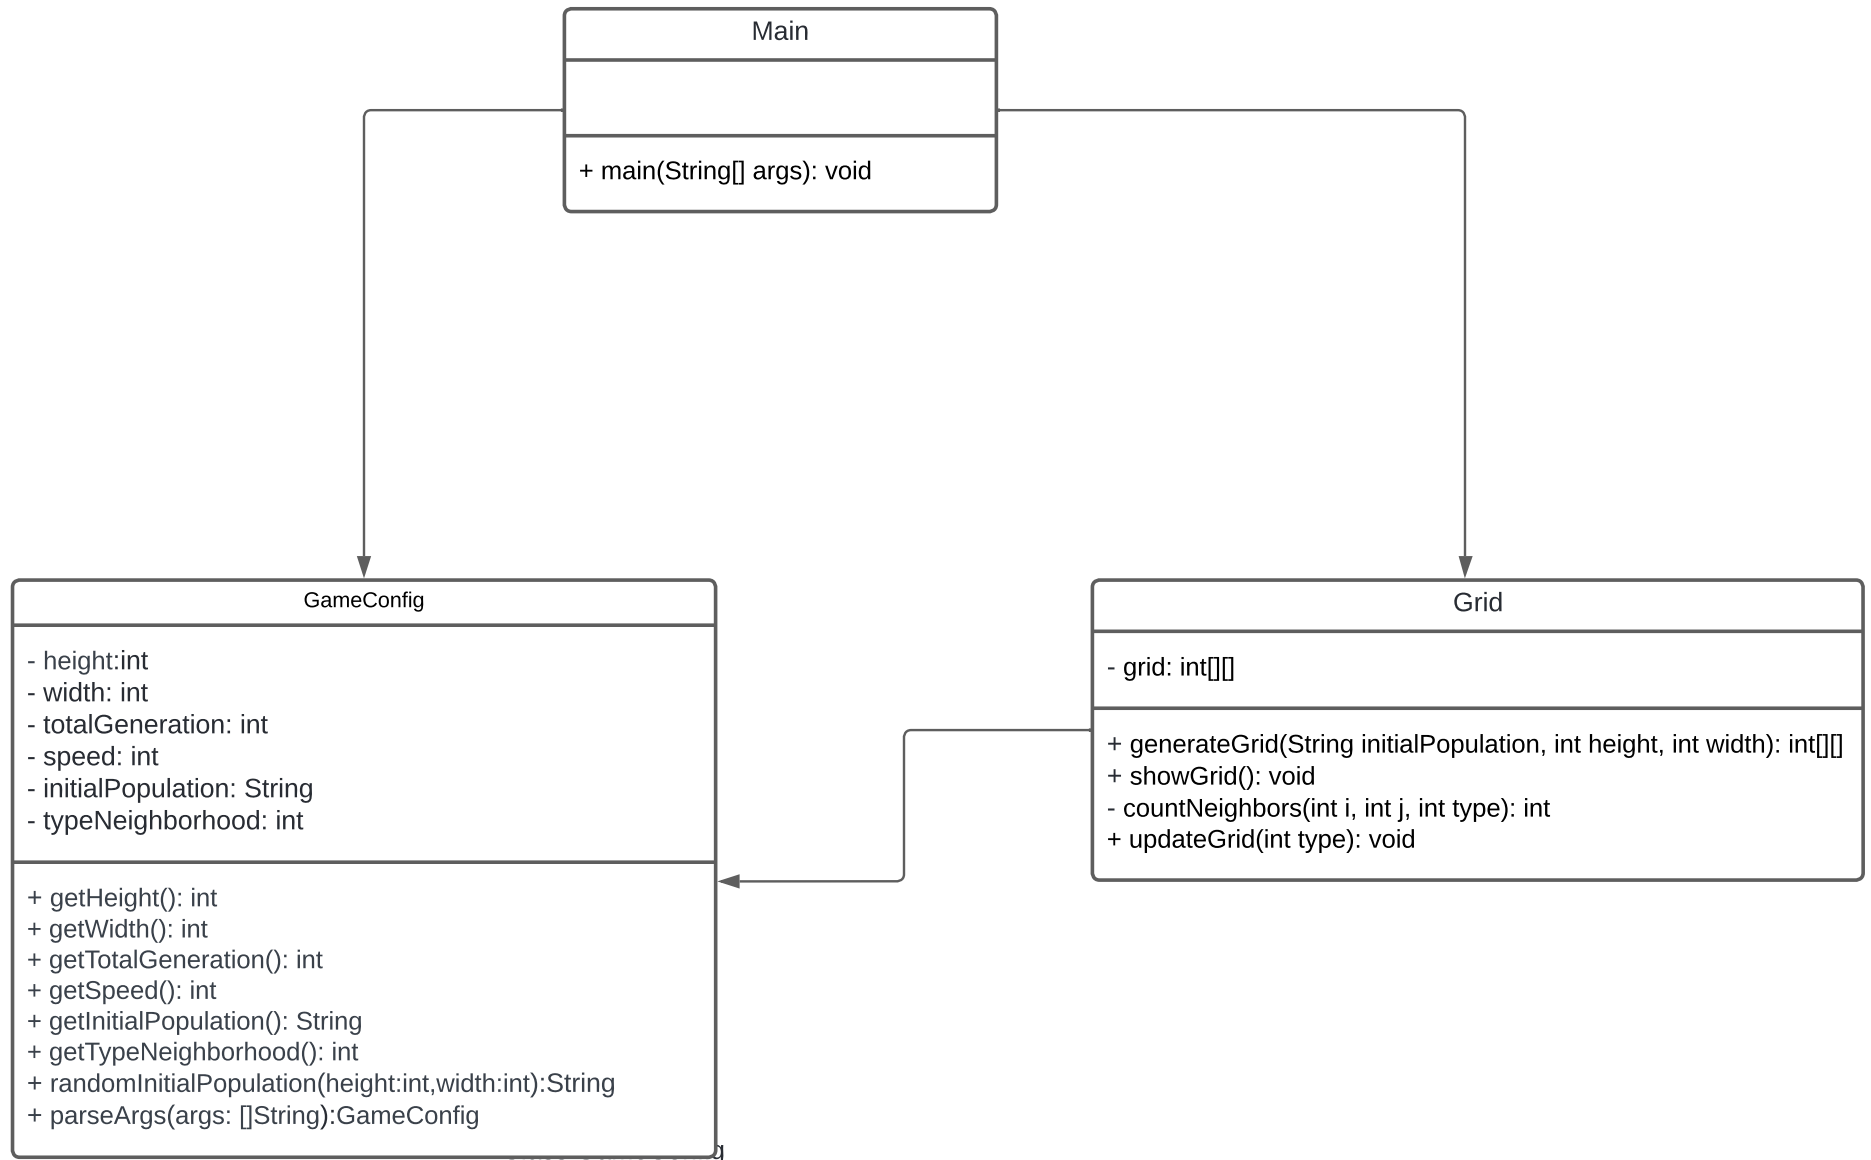 Main
+ main(String[] args): void
GameConfig
- height:int
- width: int
- totalGeneration: int
- speed: int
- initialPopulation: String
- typeNeighborhood: int
+ getHeight(): int
+ getWidth(): int
+ getTotalGeneration(): int
+ getSpeed(): int
+ getInitialPopulation(): String
+ getTypeNeighborhood(): int
+ randomInitialPopulation(height:int,width:int):String
+ parseArgs(args: []String):GameConfig
Grid
- grid: int[][]
+ generateGrid(String initialPopulation, int height, int width): int[][]
+ showGrid(): void
- countNeighbors(int i, int j, int type): int
+ updateGrid(int type): void